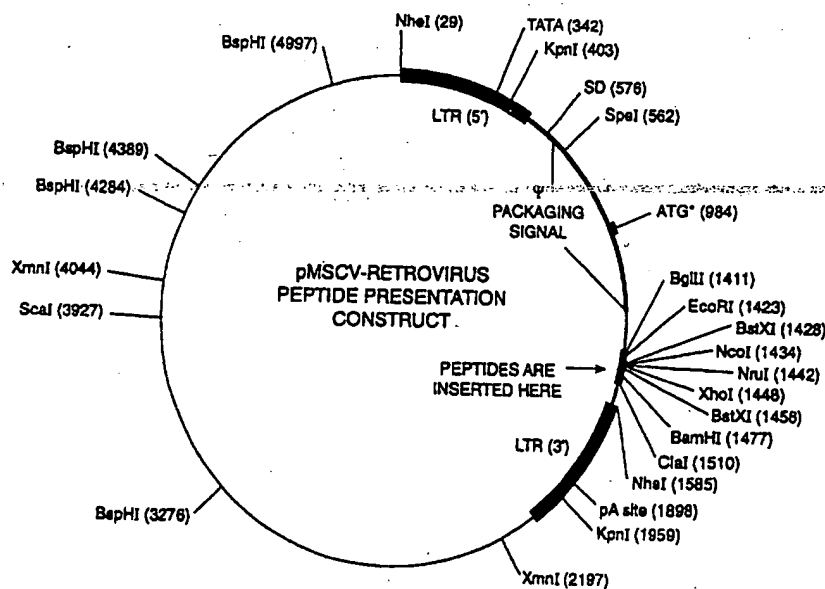 NheI (29)
TATA (342)
KpnI (403)
BspHI (4997)
SD (576)
SpeI (562)
LTR (5')
BspHI (4389)
BspHI (4284)
Ψ
PACKAGING
SIGNAL
ATG* (984)
XmnI (4044)
ScaI (3927)
pMSCV-RETROVIRUS
PEPTIDE PRESENTATION
CONSTRUCT
BglII (1411)
EcoRI (1423)
BstXI (1428)
NcoI (1434)
NruI (1442)
XhoI (1448)
BstXI (1458)
BamHI (1477)
ClaI (1510)
NheI (1585)
PEPTIDES ARE
INSERTED HERE
LTR (3')
pA site (1898)
KpnI (1959)
BspHI (3276)
XmnI (2197)